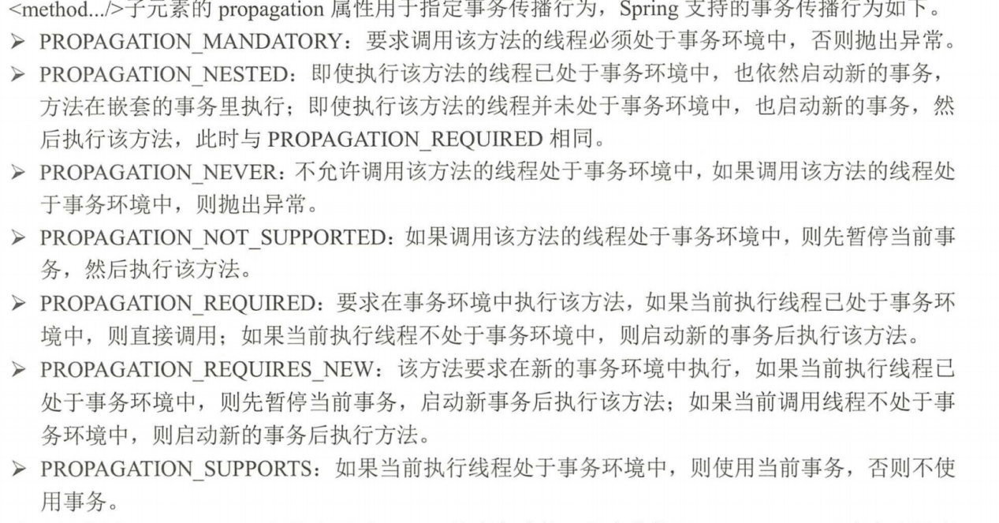 <method.../>子元素的 propagation 属性用于指定事务传播行为，Spring 支持的事务传播行为如下。
➢ PROPAGATION_MANDATORY：要求调用该方法的线程必须处于事务环境中，否则抛出异常。
➢ PROPAGATION_NESTED：即使执行该方法的线程已处于事务环境中，也依然启动新的事务，
方法在嵌套的事务里执行；即使执行该方法的线程并未处于事务环境中，也启动新的事务，然
后执行该方法，此时与 PROPAGATION_REQUIRED 相同。
➢ PROPAGATION_NEVER：不允许调用该方法的线程处于事务环境中，如果调用该方法的线程处
于事务环境中，则抛出异常。
➢ PROPAGATION_NOT_SUPPORTED：如果调用该方法的线程处于事务环境中，则先暂停当前事
务，然后执行该方法。
➢ PROPAGATION_REQUIRED：要求在事务环境中执行该方法，如果当前执行线程已处于事务环
境中，则直接调用；如果当前执行线程不处于事务环境中，则启动新的事务后执行该方法。
➢ PROPAGATION_REQUIRES_NEW：该方法要求在新的事务环境中执行，如果当前执行线程已
处于事务环境中，则先暂停当前事务，启动新事务后执行该方法；如果当前调用线程不处于事
务环境中，则启动新的事务后执行方法。
➢ PROPAGATION_SUPPORTS：如果当前执行线程处于事务环境中，则使用当前事务，否则不使
用事务。